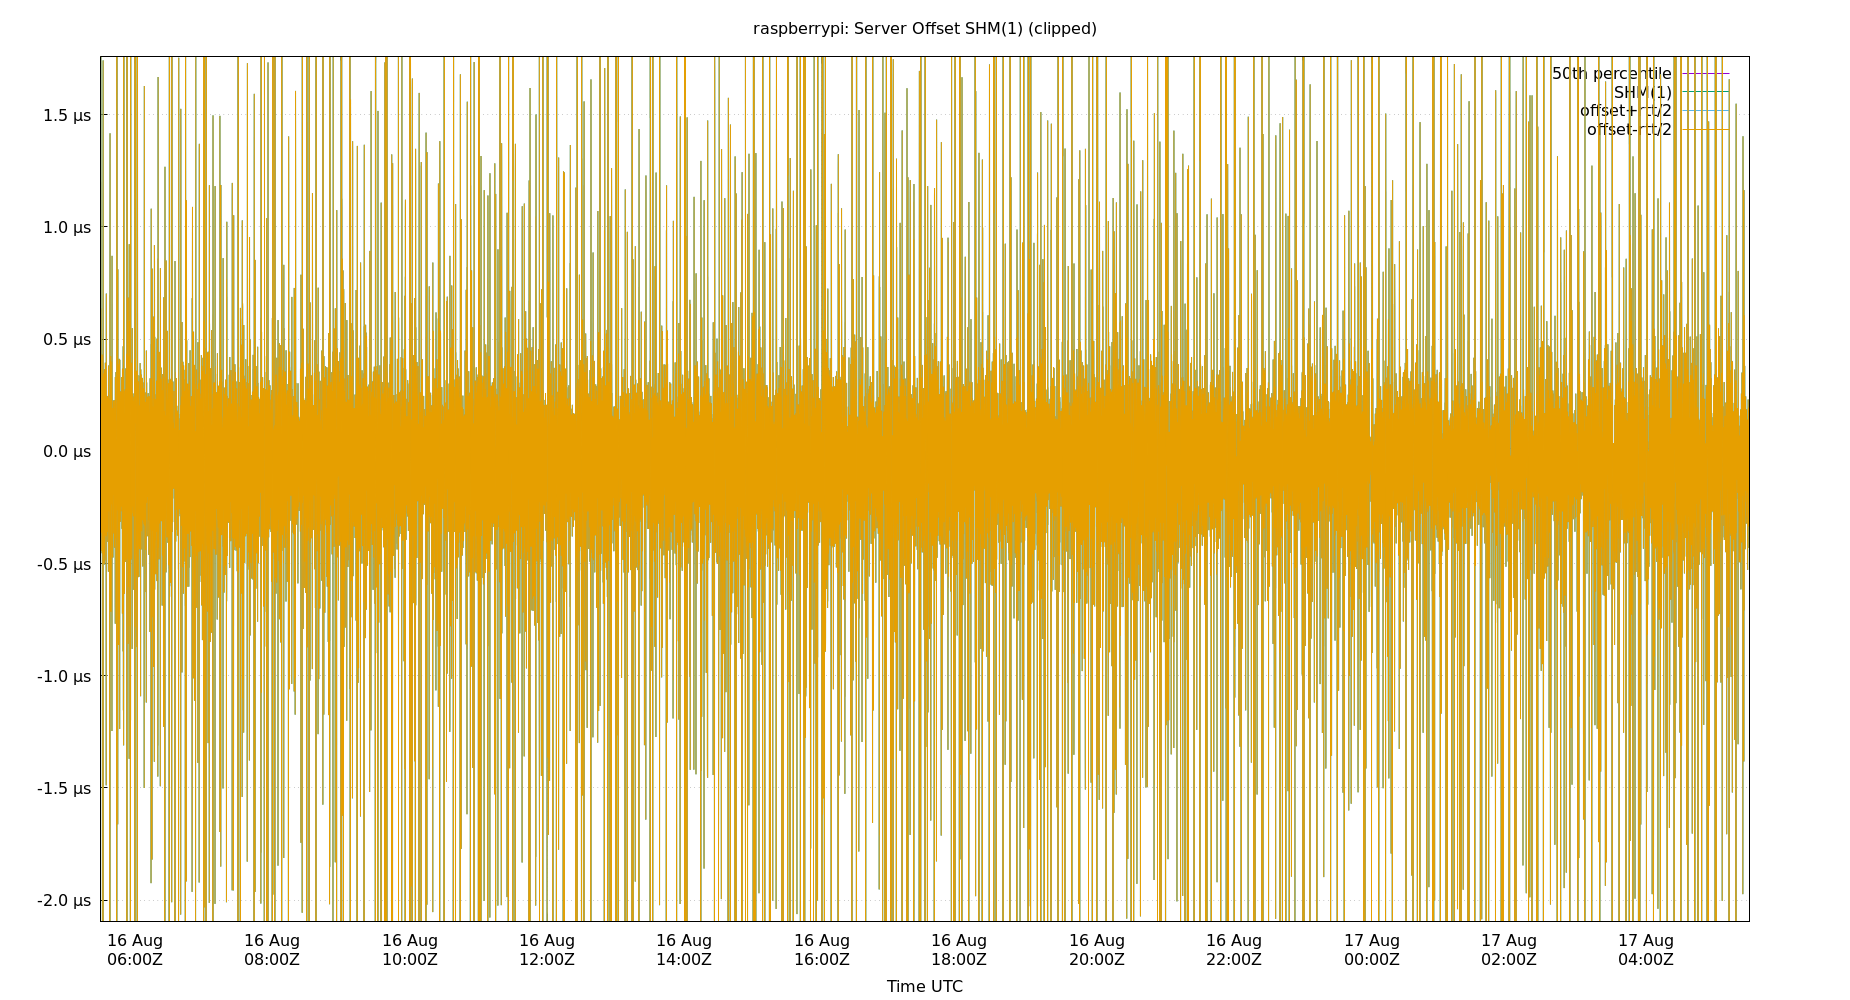 raspberrypi: Server Offset SHM(1) (clipped)
50th percentile
SHM(1)
offset+rtt/2
offset-rtt/2
1.5 µs
1.0 µs
0.5 µs
0.0 µs
-0.5 µs
-1.0 µs
-1.5 µs
-2.0 µs
16 Aug 16 Aug 16 Aug 16 Aug 16 Aug 16 Aug 16 Aug 16 Aug 16 Aug 17 Aug 17 Aug 17 Aug
06:00Z 08:00Z 10:00Z 12:00Z 14:00Z 16:00Z 18:00Z 20:00Z 22:00Z 00:00Z 02:00Z 04:00Z
Time UTC